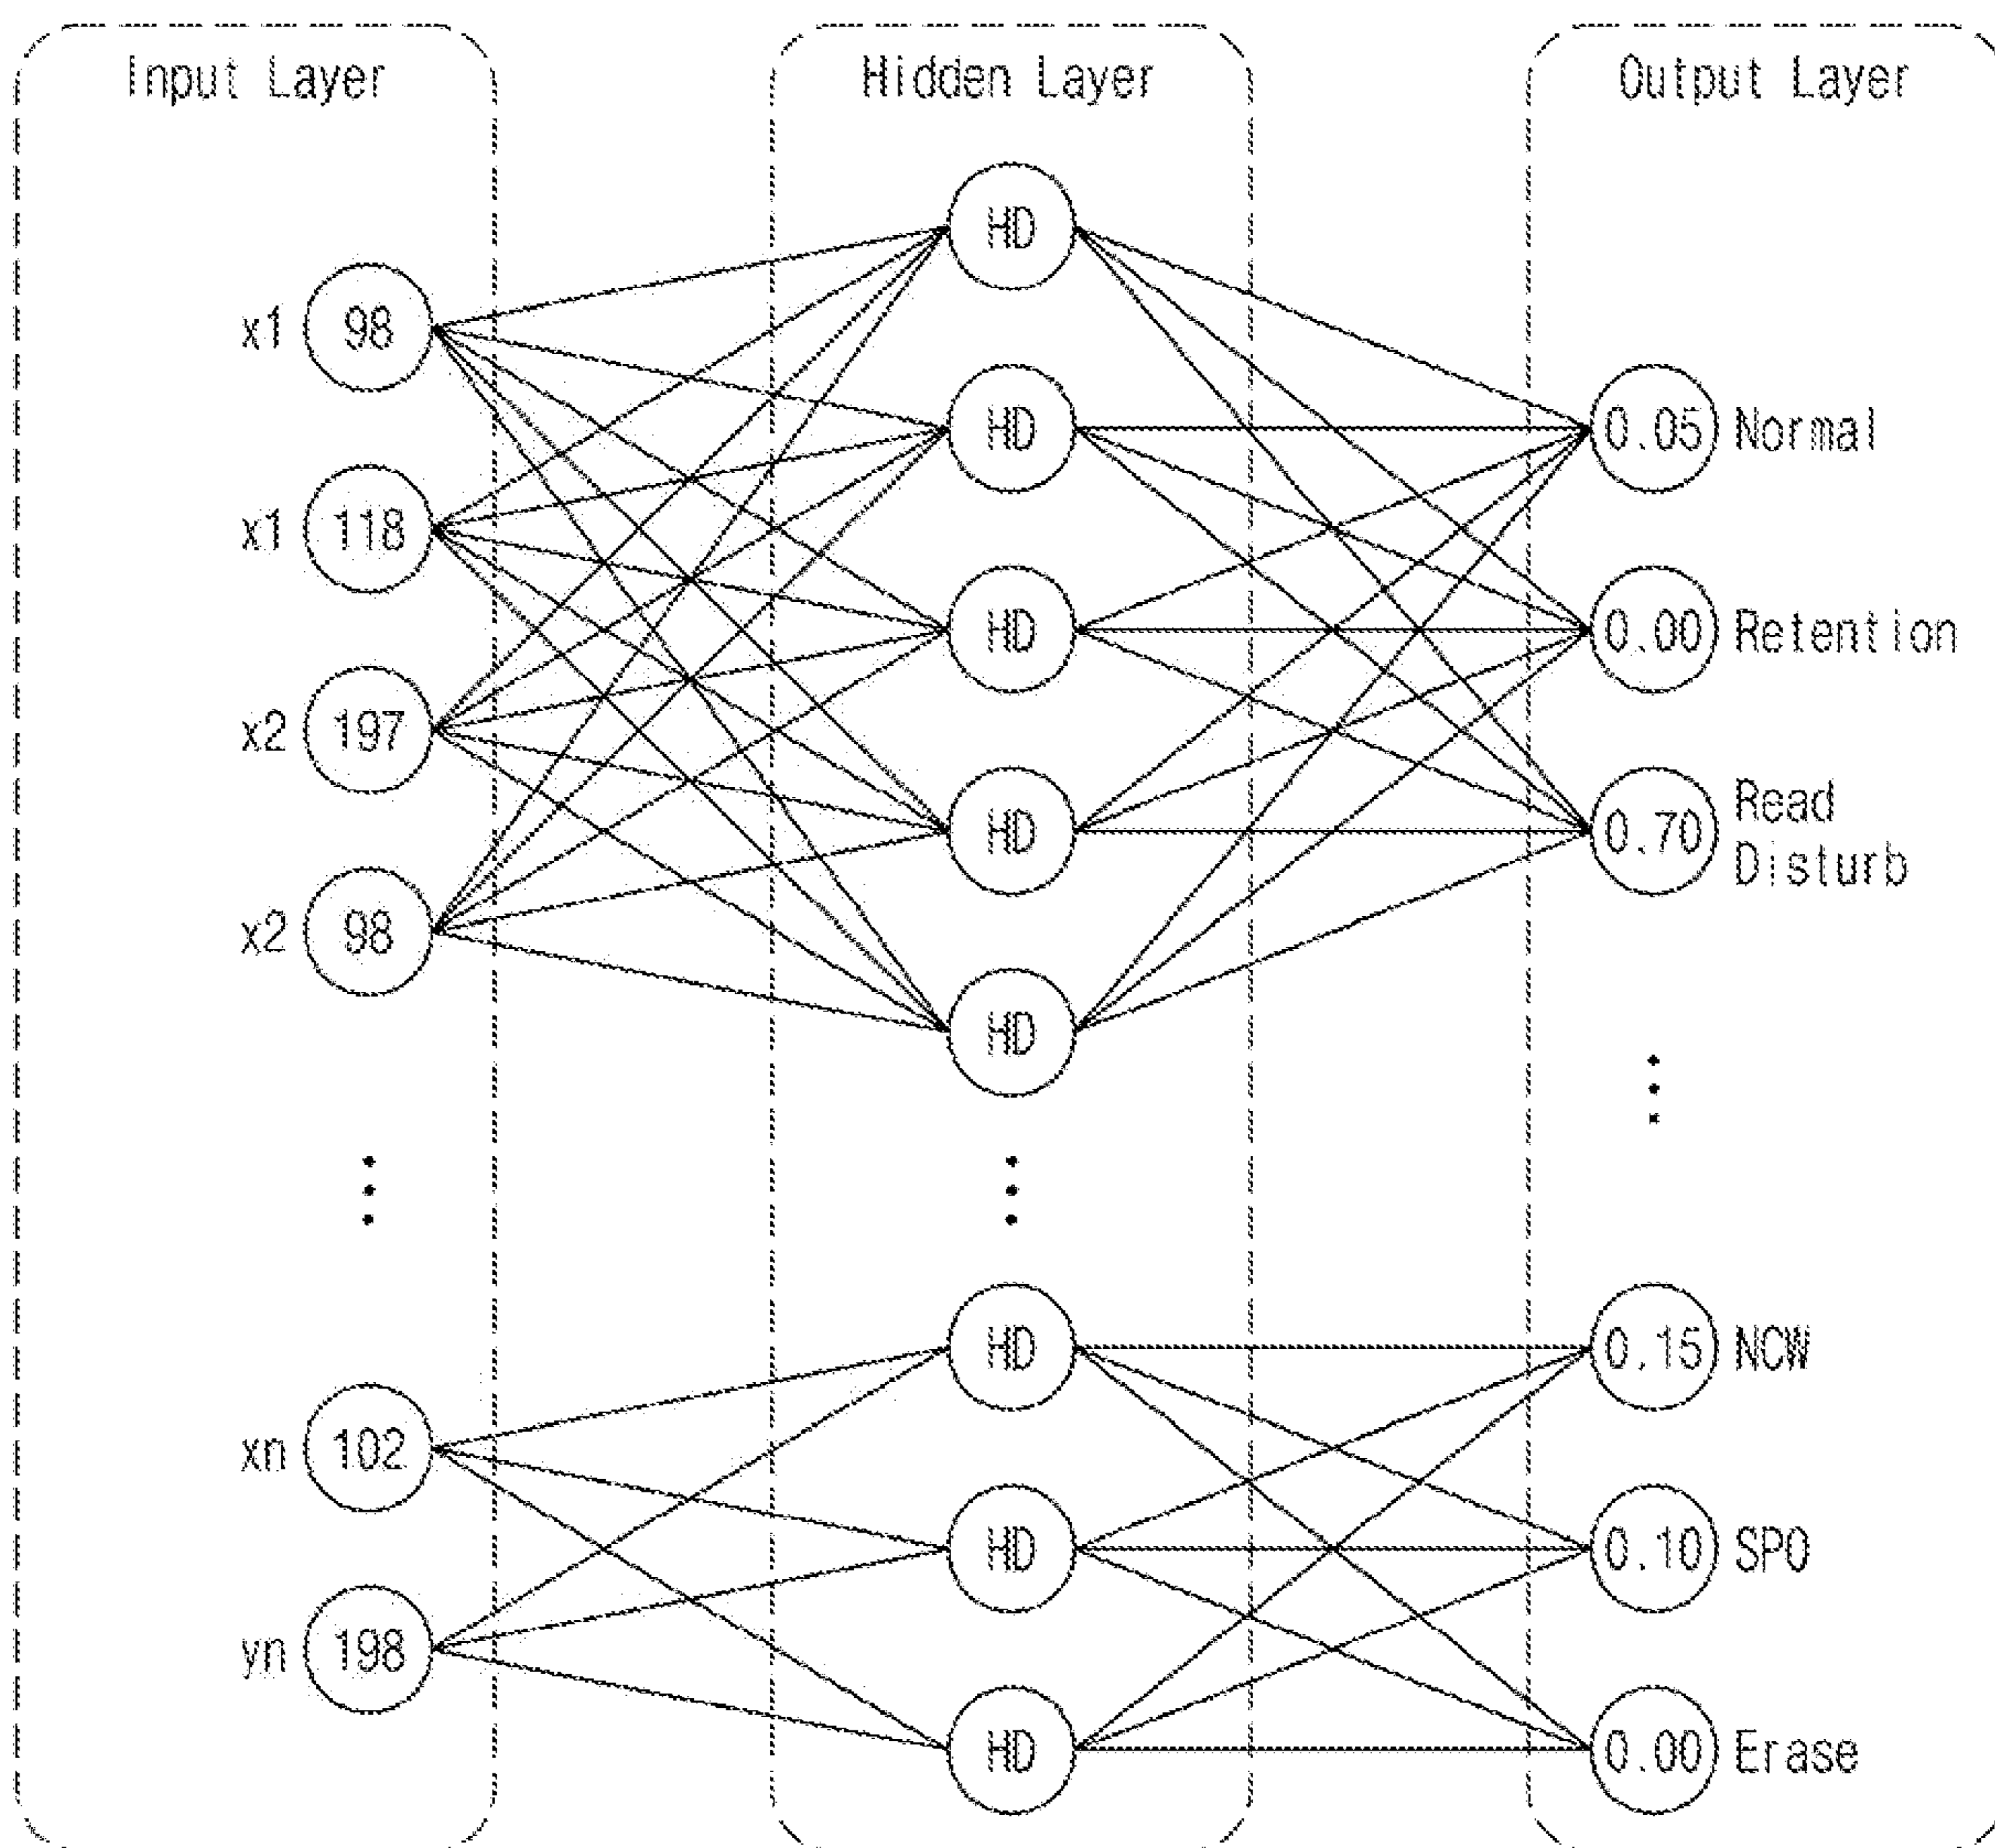 Input Layer
Hidden Layer
Output Layer
x1 98
x1 118
x2 197
x2 98
xn 102
yn 198
HD
HD
HD
HD
HD
HD
HD
HD
0.05 Normal
0.00 Retention
0.70 Read
Disturb
0.15 NCW
0.10 SPO
0.00 Erase